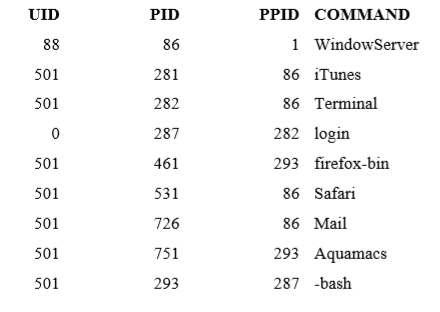 UID PID PPID COMMAND
88 86 1 WindowServer
501 281 86 iTunes
501 282 86 Terminal
0 287 282 login
501 461 293 firefox-bin
501 531 86 Safari
501 726 86 Mail
501 751 293 Aquamacs
501 293 287 -bash